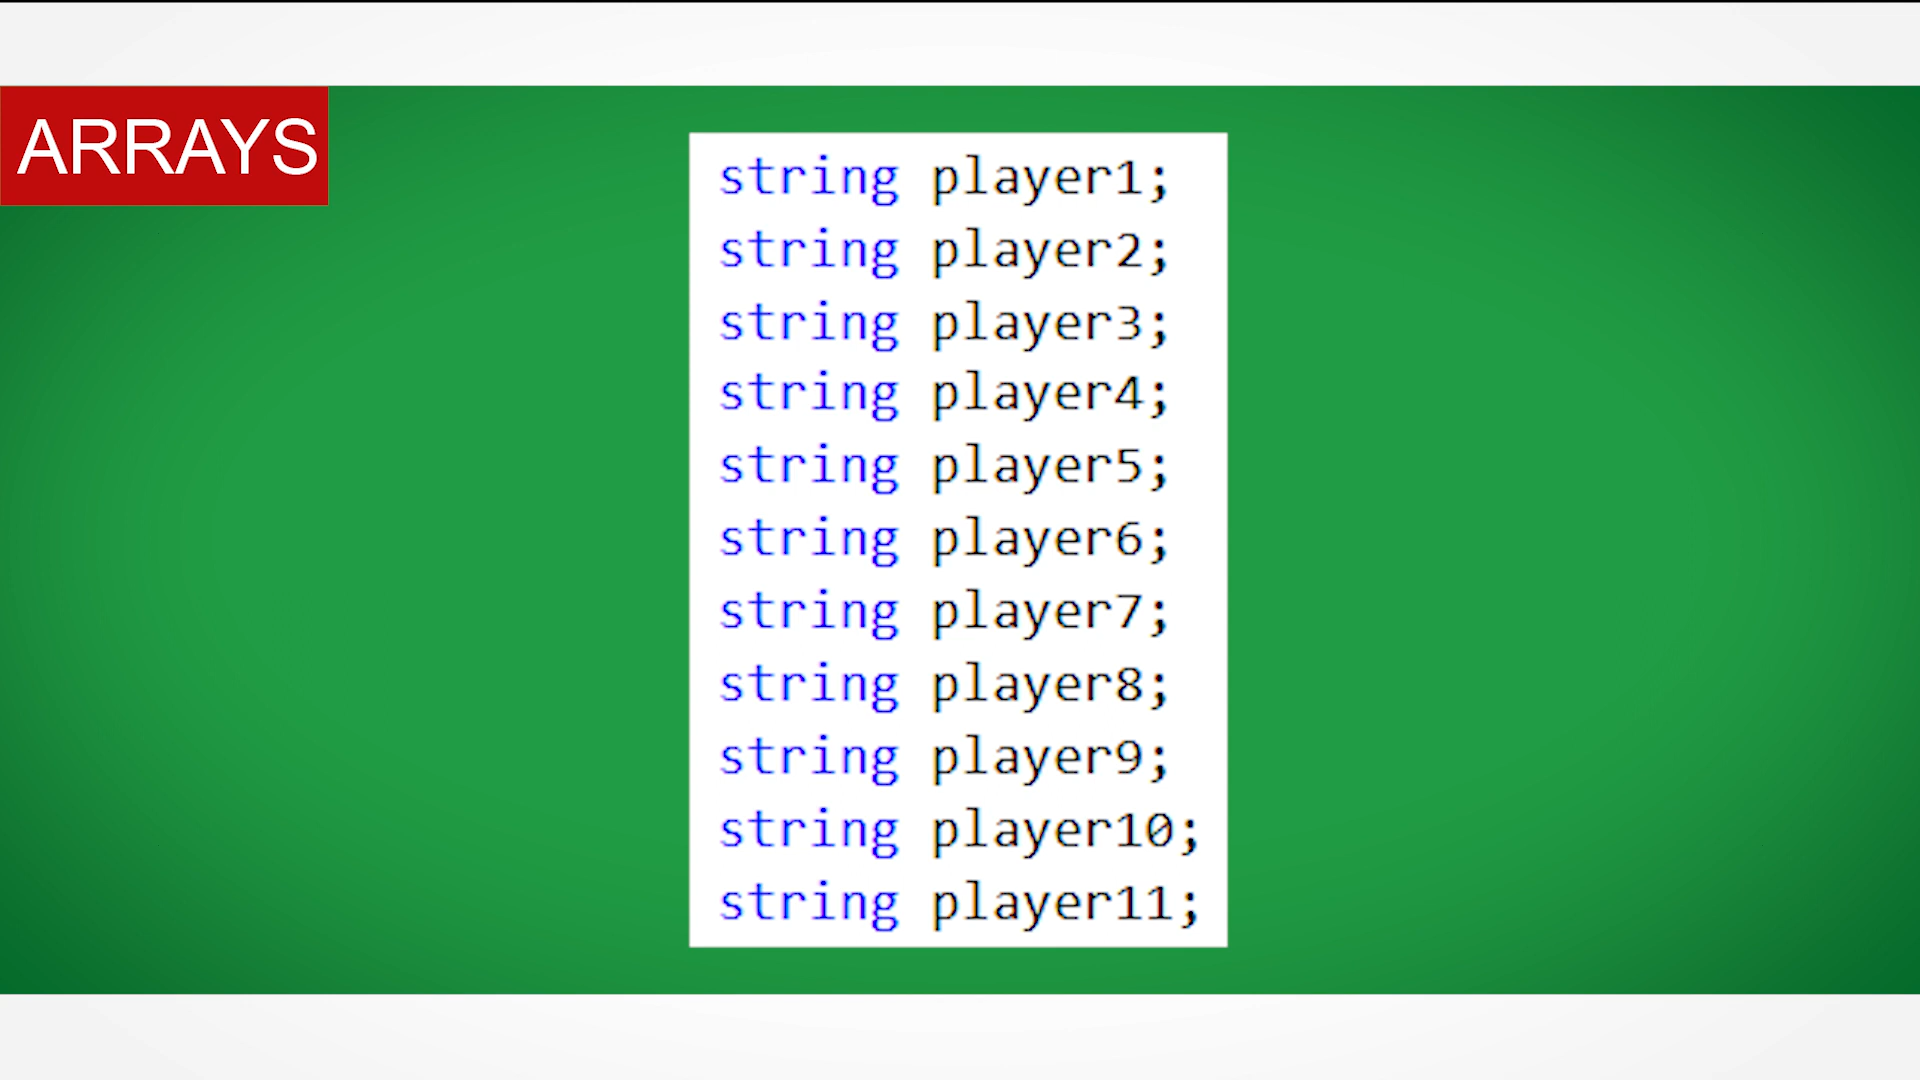 ARRAYS
string player1;
string player2;
string player3;
string player4;
string player5;
string player6;
string player7;
string player8;
string player9;
string player10;
string player11;